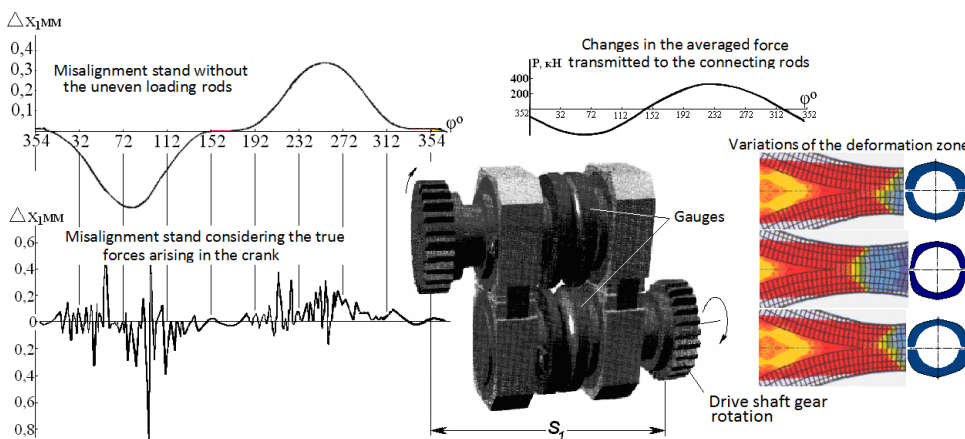 △X₁мм
0,4
0,3
0,2
0,1
Misalignment stand without
the uneven loading rods
φº
354 32 72 112 152 192 232 272 312 354
△X₁мм
0,6
0,4
0,2
0
0,2
0,4
0,6
0,8
Misalignment stand considering the true
forces arising in the crank
φº
Changes in the averaged force
transmitted to the connecting rods
P, кН
400
200
φº
352 32 72 112 152 192 232 272 312 352
Gauges
Drive shaft gear
rotation
S₁
Variations of the deformation zone